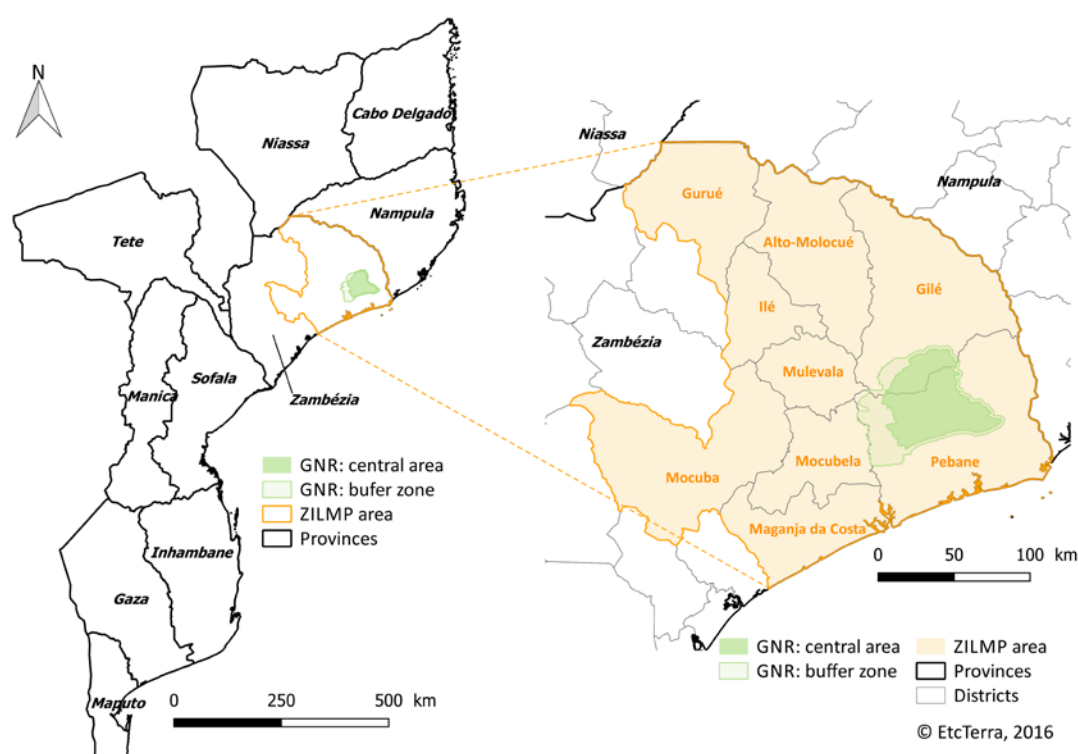 N
Cabo Delgado
Niassa
Nampula
Tete
Zambézia
Sofala
Manica
Inhambane
Gaza
Maputo
GNR: central area
GNR: bufer zone
ZILMP area
Provinces
0 250 500 km
Niassa
Nampula
Gurué
Alto-Molocué
Gilé
Ilé
Zambézia
Mulevala
Mocuba
Mocubela
Pebane
Maganja da Costa
0 50 100 km
GNR: central area
GNR: buffer zone
ZILMP area
Provinces
Districts
© EtcTerra, 2016